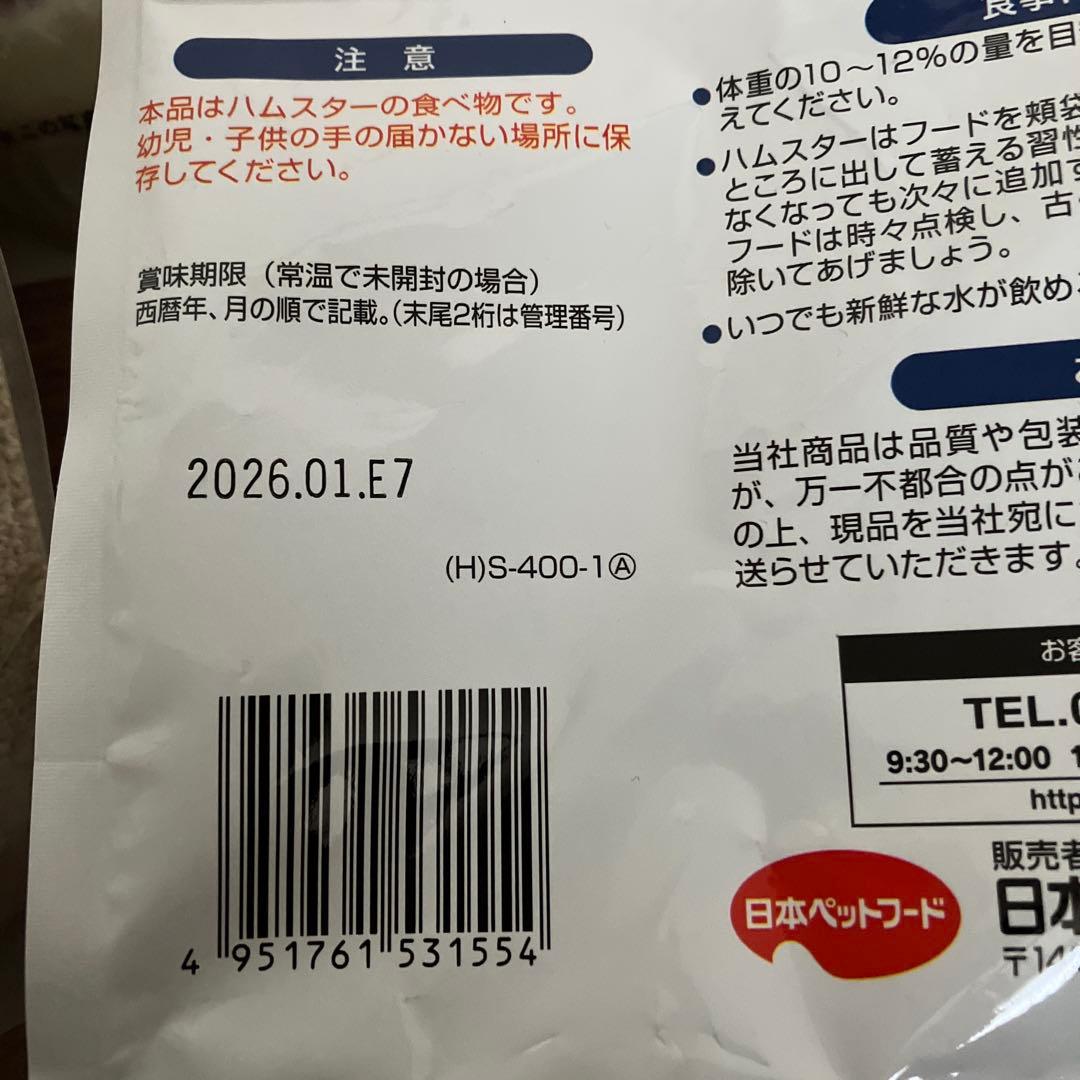 注意
本品はハムスターの食べ物です。
幼児・子供の手の届かない場所に保
存してください。
賞味期限（常温で未開封の場合）
西暦年、月の順で記載。（末尾2桁は管理番号）
2026.01.E7
(H)S-400-1Ⓐ
4 951761 531554
体重の10～12%の量を目
えてください。
ハムスターはフードを頬袋
ところに出して蓄える習性
なくなっても次々に追加す
フードは時々点検し、古
除いてあげましょう。
いつでも新鮮な水が飲め
当社商品は品質や包装
が、万一不都合の点が
の上、現品を当社宛に
送らせていただきます。
お客
TEL.0
9:30～12:00 1
http
日本ペットフード
販売者
日本
〒14